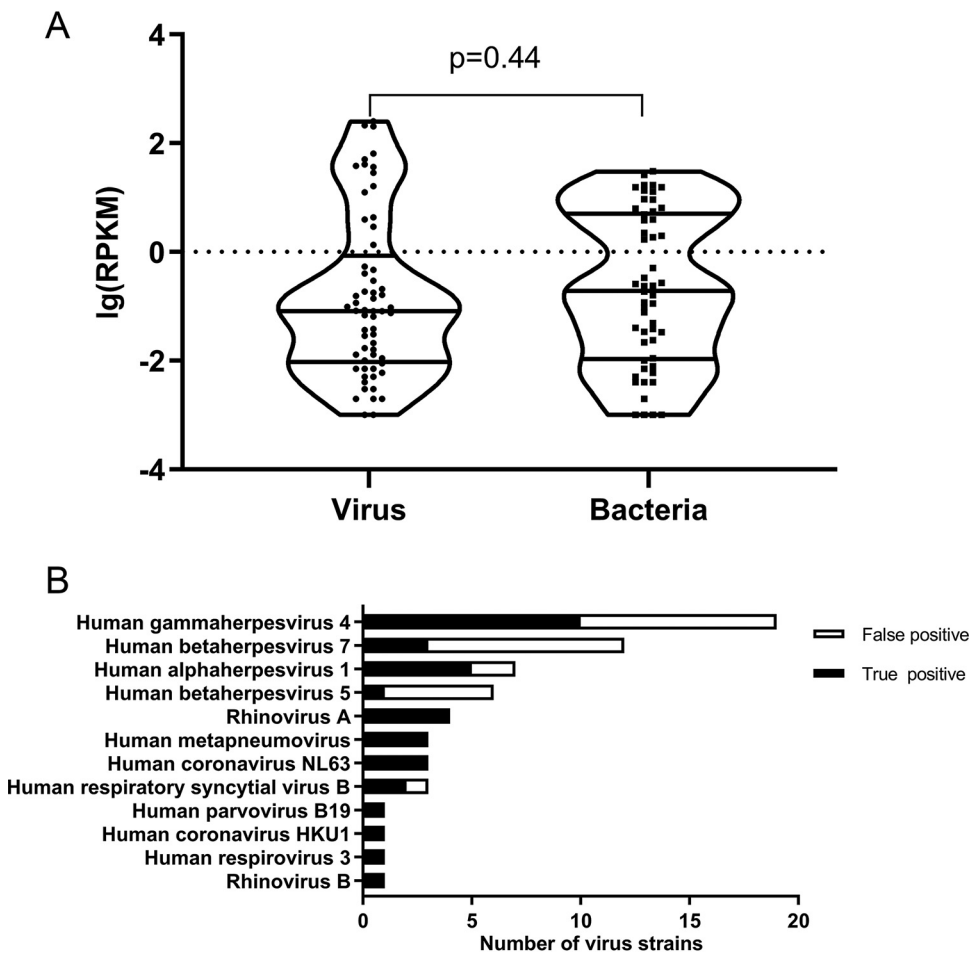 A
4
p=0.44
2
0
-2
-4
lg(RPKM)
Virus
Bacteria
B
Human gammaherpesvirus 4
Human betaherpesvirus 7
Human alphaherpesvirus 1
Human betaherpesvirus 5
Rhinovirus A
Human metapneumovirus
Human coronavirus NL63
Human respiratory syncytial virus B
Human parvovirus B19
Human coronavirus HKU1
Human respirovirus 3
Rhinovirus B
False positive
True positive
0 5 10 15 20
Number of virus strains